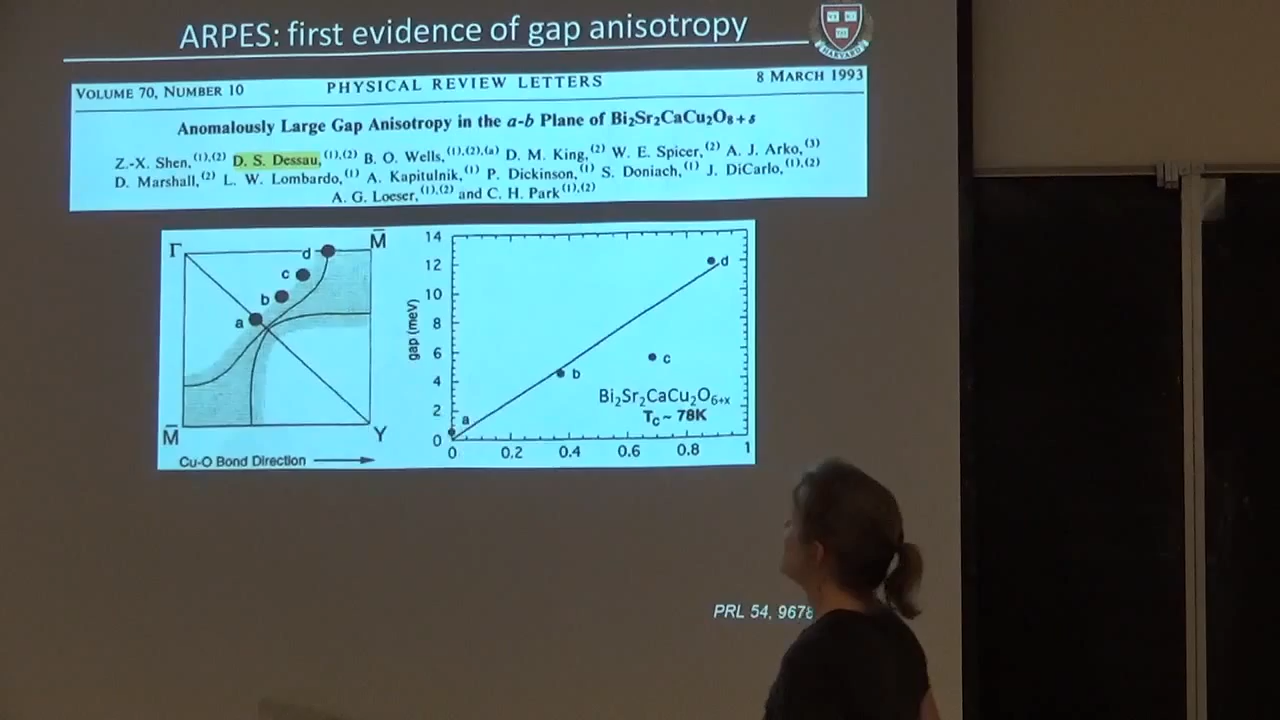 ARPES: first evidence of gap anisotropy
HARVARD
VOLUME 70, NUMBER 10
PHYSICAL REVIEW LETTERS
8 MARCH 1993
Anomalously Large Gap Anisotropy in the a-b Plane of Bi₂Sr₂CaCu₂O₈₊δ
Z.-X. Shen,⁽¹⁾,⁽²⁾ D. S. Dessau,⁽¹⁾,⁽²⁾ B. O. Wells,⁽¹⁾,⁽²⁾,⁽ᵃ⁾ D. M. King,⁽²⁾ W. E. Spicer,⁽²⁾ A. J. Arko,⁽³⁾
D. Marshall,⁽²⁾ L. W. Lombardo,⁽¹⁾ A. Kapitulnik,⁽¹⁾ P. Dickinson,⁽¹⁾ S. Doniach,⁽¹⁾ J. DiCarlo,⁽¹⁾,⁽²⁾
A. G. Loeser,⁽¹⁾,⁽²⁾ and C. H. Park⁽¹⁾,⁽²⁾
Γ
M̄
d
c
b
a
M̄
Y
Cu-O Bond Direction
14
12
10
8
6
4
2
0
gap (meV)
d
c
b
a
Bi₂Sr₂CaCu₂O₆₊ₓ
T_C ~ 78K
0 0.2 0.4 0.6 0.8 1
PRL 54, 9678